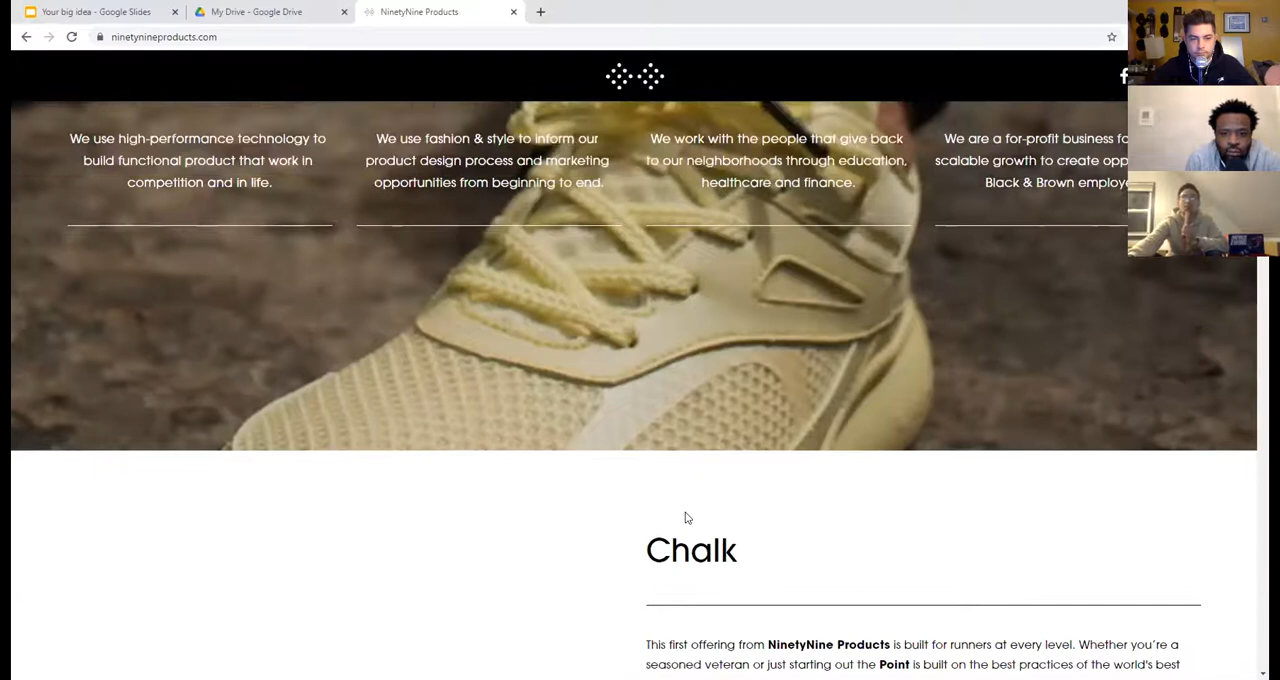 Your big idea - Google Slides
My Drive - Google Drive
NinetyNine Products
ninetynineproducts.com
We use high-performance technology to
build functional product that work in
competition and in life.
We use fashion & style to inform our
product design process and marketing
opportunities from beginning to end.
We work with the people that give back
to our neighborhoods through education,
healthcare and finance.
We are a for-profit business
scalable growth to create
Black & Brown
Chalk
This first offering from NinetyNine Products is built for runners at every level. Whether you're a
seasoned veteran or just starting out the Point is built on the best practices of the world's best